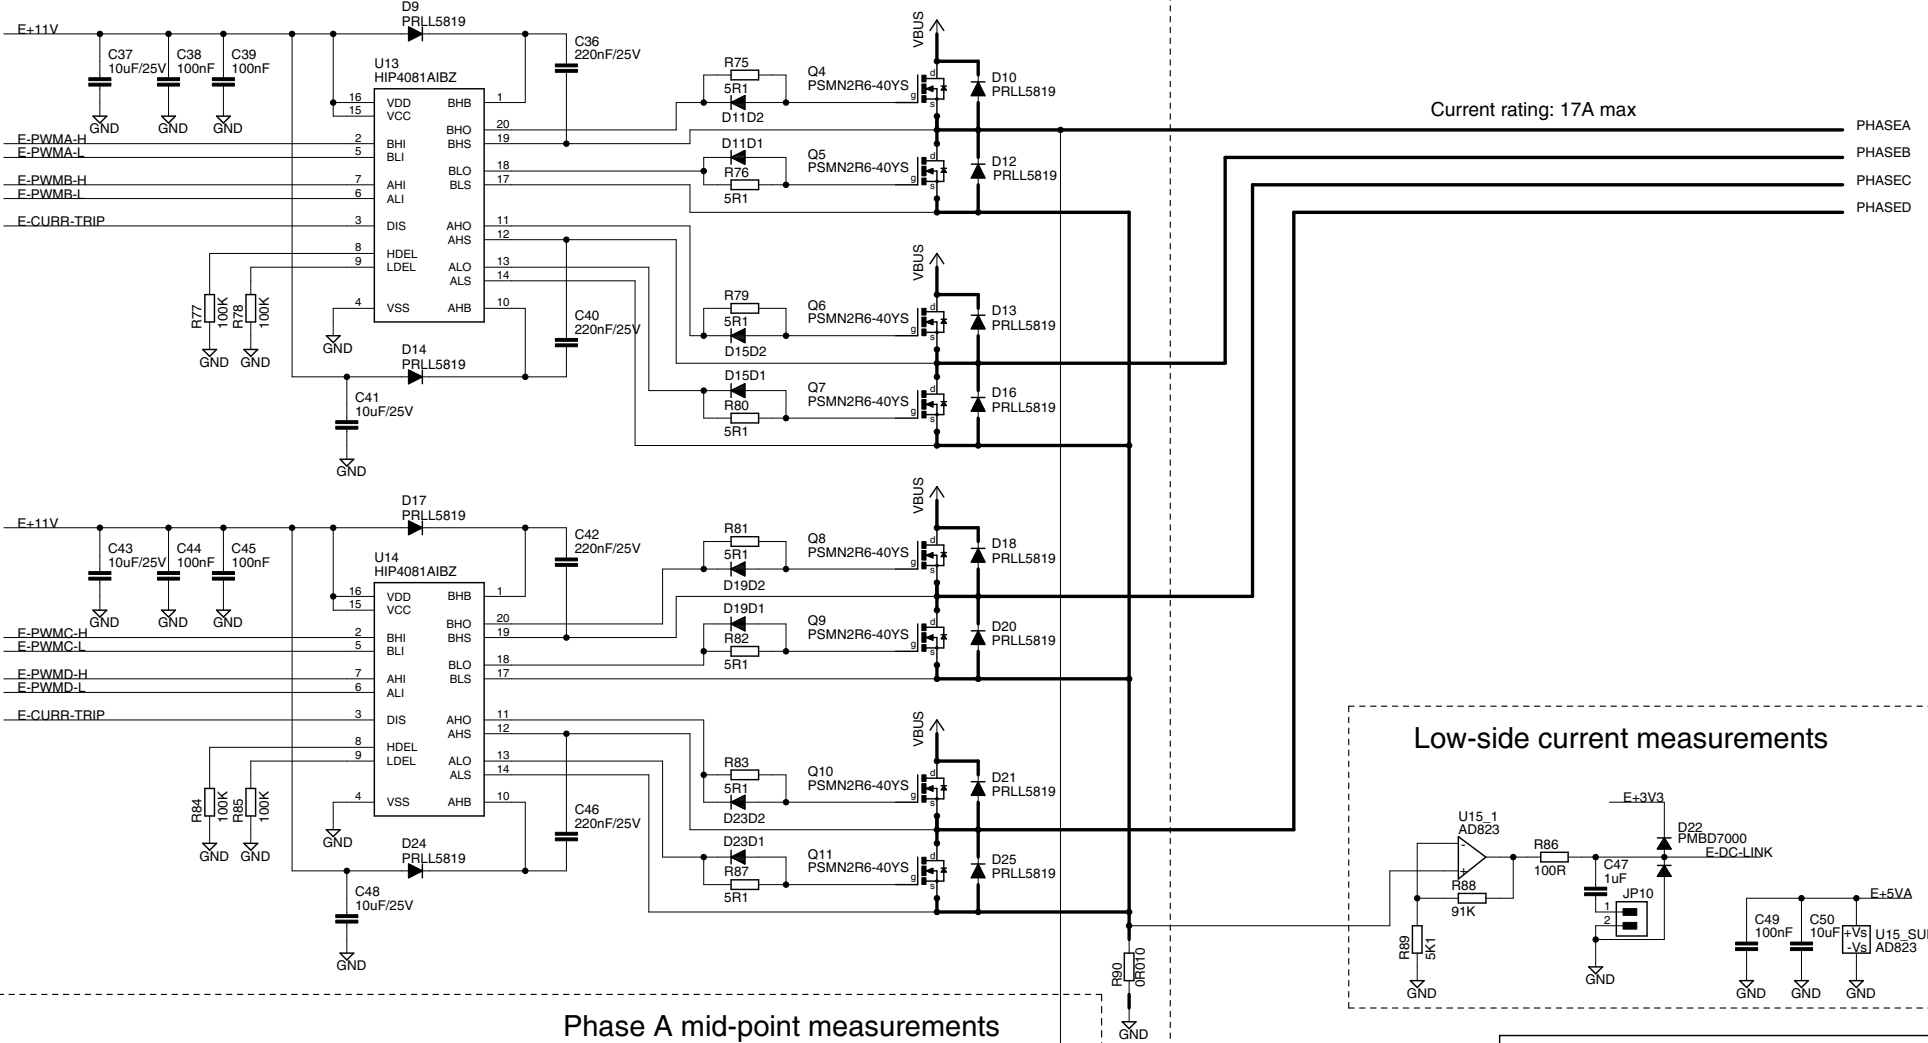 E+11V
C37
10uF/25V
C38
100nF
C39
100nF
GND
GND
GND
D9
PRLL5819
C36
220nF/25V
U13
HIP4081AIBZ
16 VDD BHB 1
15 VCC
BHO 20
2 BHI BHS 19
5 BLI
BLO 18
7 AHI BLS 17
6 ALI
3 DIS AHO 11
AHS 12
8 HDEL
9 LDEL ALO 13
ALS 14
4 VSS AHB 10
E-PWMA-H
E-PWMA-L
E-PWMB-H
E-PWMB-L
E-CURR-TRIP
R77
100K
R78
100K
GND
GND
GND
D14
PRLL5819
C40
220nF/25V
C41
10uF/25V
GND
R75
5R1
D11D2
D11D1
R76
5R1
R79
5R1
D15D2
D15D1
R80
5R1
VBUS
Q4
PSMN2R6-40YS
d
g
s
D10
PRLL5819
Q5
PSMN2R6-40YS
d
g
s
D12
PRLL5819
VBUS
Q6
PSMN2R6-40YS
d
g
s
D13
PRLL5819
Q7
PSMN2R6-40YS
d
g
s
D16
PRLL5819
Current rating: 17A max
PHASEA
PHASEB
PHASEC
PHASED
E+11V
C43
10uF/25V
C44
100nF
C45
100nF
GND
GND
GND
D17
PRLL5819
C42
220nF/25V
U14
HIP4081AIBZ
16 VDD BHB 1
15 VCC
BHO 20
2 BHI BHS 19
5 BLI
BLO 18
7 AHI BLS 17
6 ALI
3 DIS AHO 11
AHS 12
8 HDEL
9 LDEL ALO 13
ALS 14
4 VSS AHB 10
E-PWMC-H
E-PWMC-L
E-PWMD-H
E-PWMD-L
E-CURR-TRIP
R84
100K
R85
100K
GND
GND
GND
D24
PRLL5819
C46
220nF/25V
C48
10uF/25V
GND
R81
5R1
D19D2
D19D1
R82
5R1
R83
5R1
D23D2
D23D1
R87
5R1
VBUS
Q8
PSMN2R6-40YS
d
g
s
D18
PRLL5819
Q9
PSMN2R6-40YS
d
g
s
D20
PRLL5819
VBUS
Q10
PSMN2R6-40YS
d
g
s
D21
PRLL5819
Q11
PSMN2R6-40YS
d
g
s
D25
PRLL5819
R90
0R010
GND
Low-side current measurements
E+3V3
U15_1
AD823
-
+
R86
100R
D22
PMBD7000
E-DC-LINK
C47
1uF
R88
91K
JP10
1
2
R89
5K1
GND
GND
E+5VA
C49
100nF
C50
10uF
+Vs
-Vs
U15_SU
AD823
GND
GND
GND
Phase A mid-point measurements